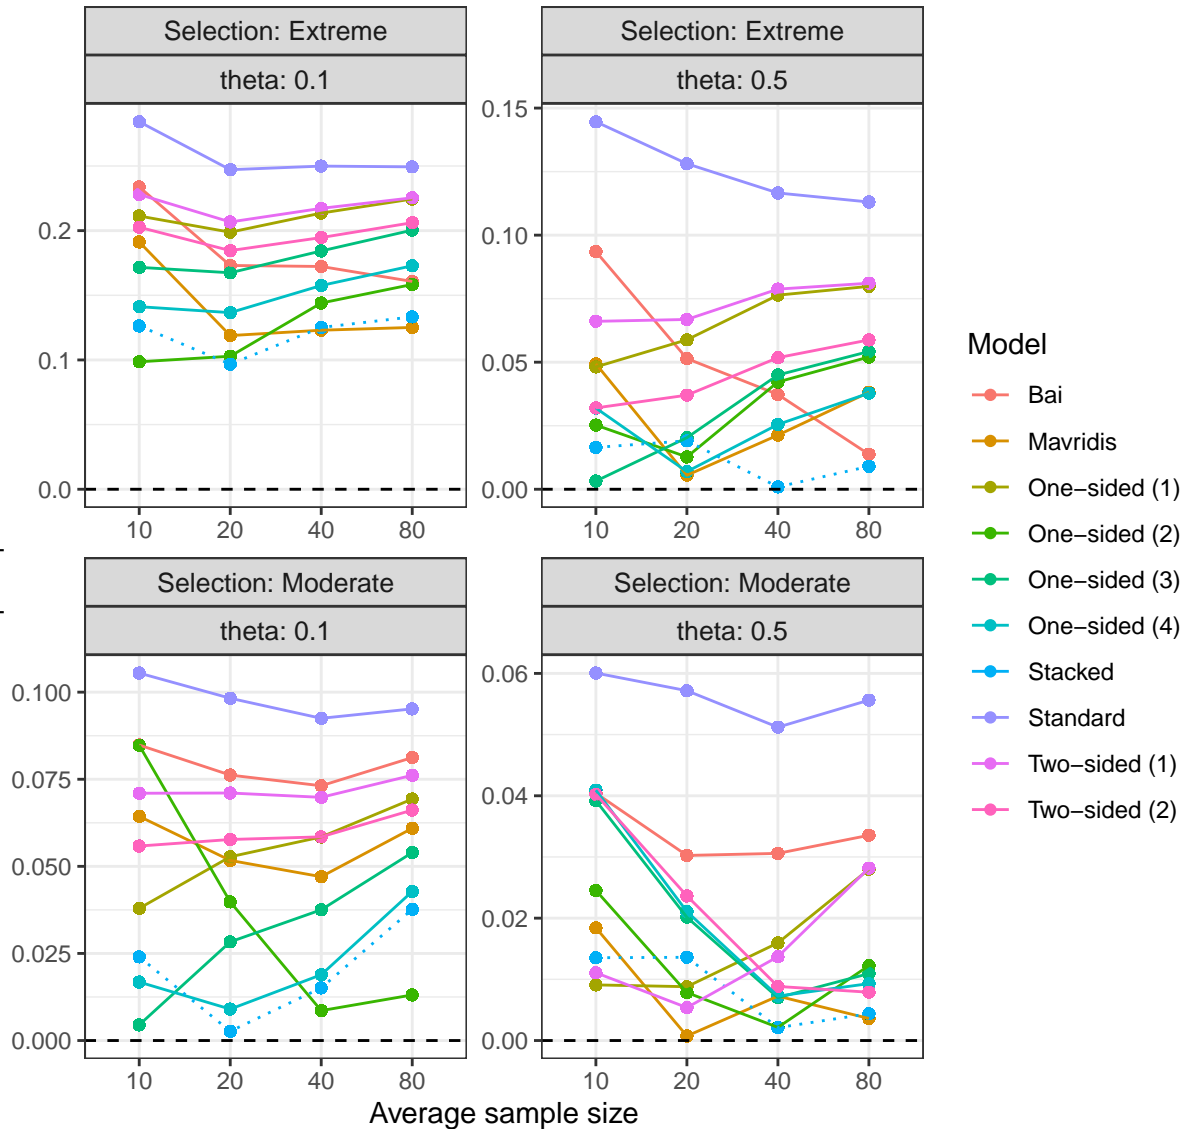 Selection: Extreme
theta: 0.1
0.2
0.1
0.0
10 20 40 80
Selection: Extreme
theta: 0.5
0.15
0.10
0.05
0.00
10 20 40 80
Selection: Moderate
theta: 0.1
0.100
0.075
0.050
0.025
0.000
10 20 40 80
Selection: Moderate
theta: 0.5
0.06
0.04
0.02
0.00
10 20 40 80
Average sample size
Model
Bai
Mavridis
One−sided (1)
One−sided (2)
One−sided (3)
One−sided (4)
Stacked
Standard
Two−sided (1)
Two−sided (2)